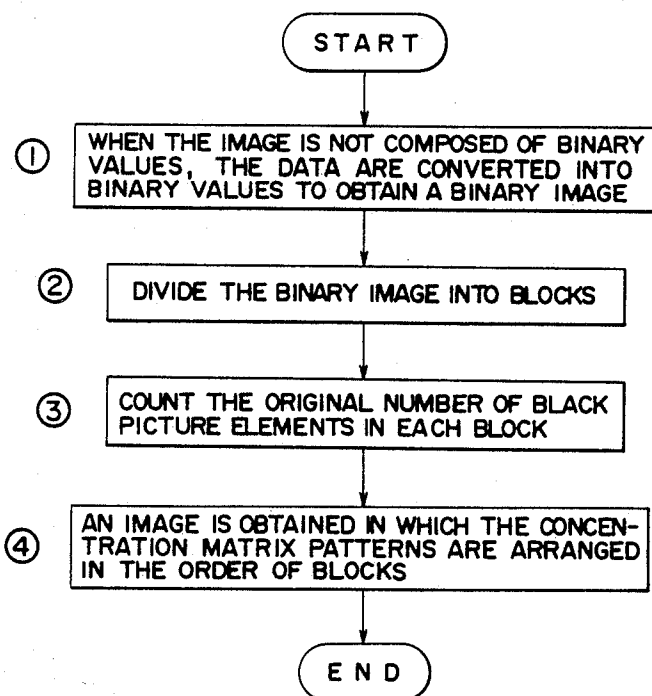 START
① WHEN THE IMAGE IS NOT COMPOSED OF BINARY
VALUES, THE DATA ARE CONVERTED INTO
BINARY VALUES TO OBTAIN A BINARY IMAGE
② DIVIDE THE BINARY IMAGE INTO BLOCKS
③ COUNT THE ORIGINAL NUMBER OF BLACK
PICTURE ELEMENTS IN EACH BLOCK
④ AN IMAGE IS OBTAINED IN WHICH THE CONCEN-
TRATION MATRIX PATTERNS ARE ARRANGED
IN THE ORDER OF BLOCKS
END